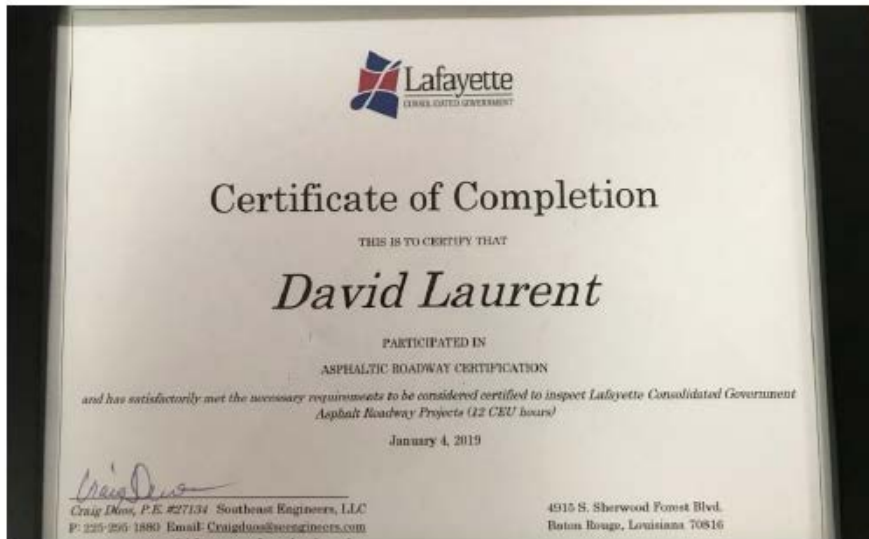 Lafayette
CONSOLIDATED GOVERNMENT
Certificate of Completion
THIS IS TO CERTIFY THAT
David Laurent
PARTICIPATED IN
ASPHALTIC ROADWAY CERTIFICATION
and has satisfactorily met the necessary requirements to be considered certified to inspect Lafayette Consolidated Government
Asphalt Roadway Projects (12 CEU hours)
January 4, 2019
Craig Duos, P.E. #27134 Southeast Engineers, LLC
P: 225-295-1880 Email: Craigduos@seengineers.com
4915 S. Sherwood Forest Blvd.
Baton Rouge, Louisiana 70816